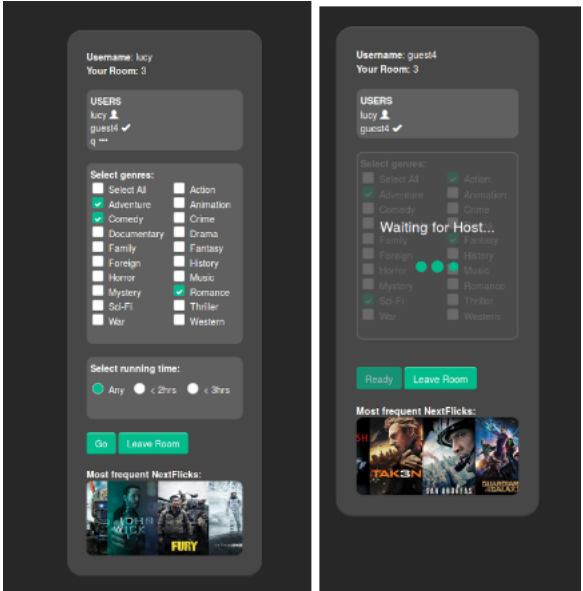 Username: lucy
Your Room: 3
USERS
lucy
guest4
q ***
Select genres:
Select All Action
Adventure Animation
Comedy Crime
Documentary Drama
Family Fantasy
Foreign History
Horror Music
Mystery Romance
Sci-Fi Thriller
War Western
Select running time:
Any < 2hrs < 3hrs
Go Leave Room
Most frequent NextFlicks:
JOHN WICK
FURY
Username: guest4
Your Room: 3
USERS
lucy
guest4
Select genres:
Select All Action
Adventure Animation
Comedy Crime
Waiting for Host...
Family Fantasy
Foreign History
Horror Music
Mystery Romance
Sci-Fi Thriller
War Western
Ready Leave Room
Most frequent NextFlicks:
TAK3N
SAN ANDREAS
GUARDIAN
GALAX